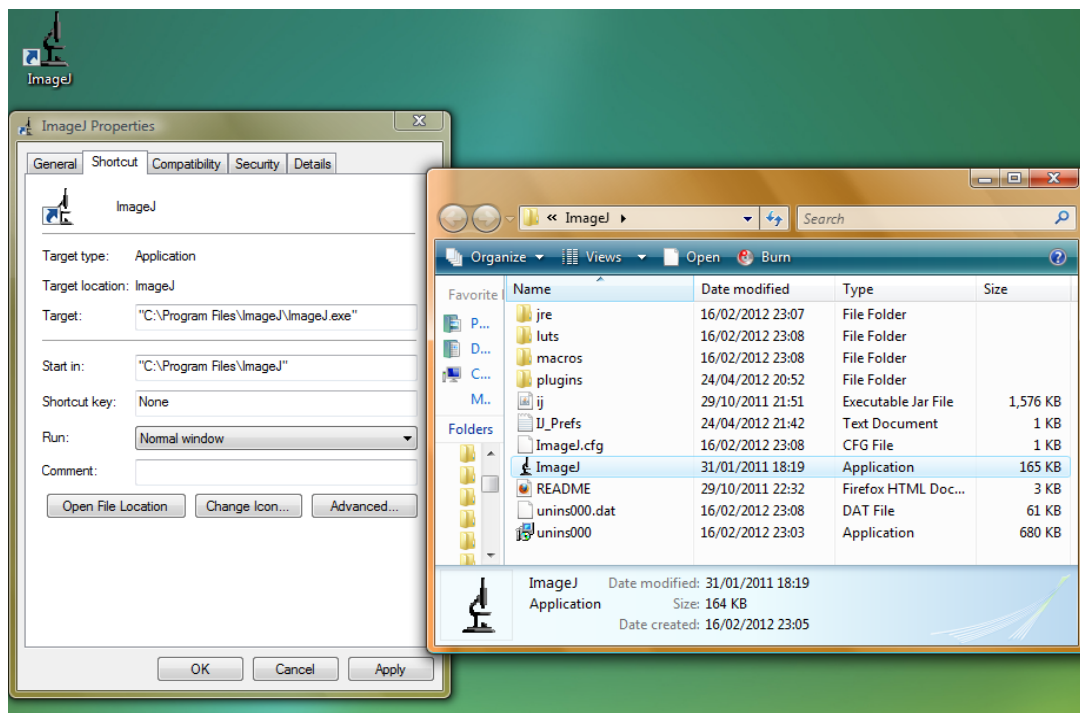 ImageJ
ImageJ Properties
General Shortcut Compatibility Security Details
ImageJ
Target type: Application
Target location: ImageJ
Target: "C:\Program Files\ImageJ\ImageJ.exe"
Start in: "C:\Program Files\ImageJ"
Shortcut key: None
Run: Normal window
Comment:
Open File Location Change Icon... Advanced...
OK Cancel Apply
« ImageJ Search
Organize Views Open Burn ?
Favorite
P...
D...
C...
M..
Folders
Name Date modified Type Size
jre 16/02/2012 23:07 File Folder
luts 16/02/2012 23:08 File Folder
macros 16/02/2012 23:08 File Folder
plugins 24/04/2012 20:52 File Folder
ij 29/10/2011 21:51 Executable Jar File 1,576 KB
IJ_Prefs 24/04/2012 21:42 Text Document 1 KB
ImageJ.cfg 16/02/2012 23:08 CFG File 1 KB
ImageJ 31/01/2011 18:19 Application 165 KB
README 29/10/2011 22:32 Firefox HTML Doc... 3 KB
unins000.dat 16/02/2012 23:08 DAT File 61 KB
unins000 16/02/2012 23:03 Application 680 KB
ImageJ Date modified: 31/01/2011 18:19
Application Size: 164 KB
Date created: 16/02/2012 23:05